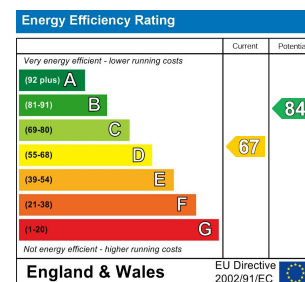 Energy Efficiency Rating
Current Potentia
Very energy efficient - lower running costs
(92 plus) A
(81-91) B
84
(69-80) C
67
(55-68) D
(39-54) E
(21-38) F
(1-20) G
Not energy efficient - higher running costs
England & Wales
EU Directive
2002/91/EC